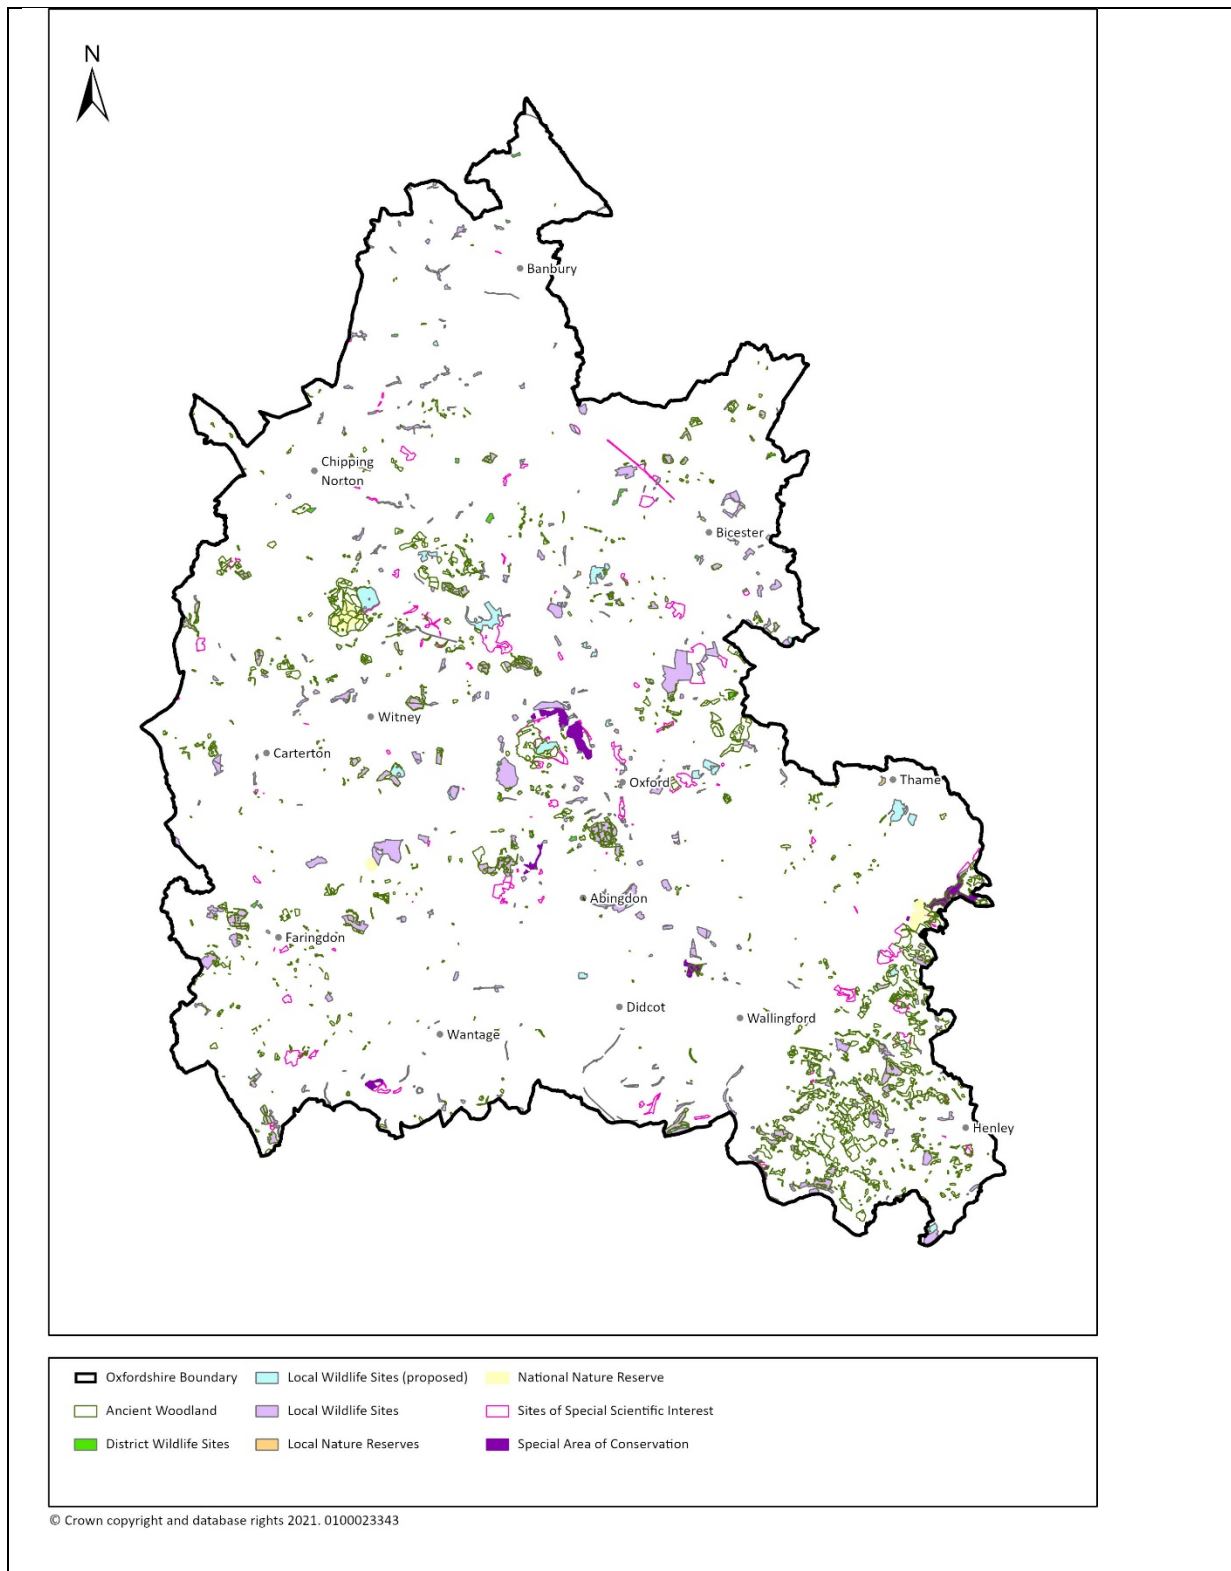 N
Banbury
Chipping
Norton
Bicester
Witney
Carterton
Oxford
Thame
Abingdon
Faringdon
Didcot
Wallingford
Wantage
Henley
Oxfordshire Boundary
Local Wildlife Sites (proposed)
National Nature Reserve
Ancient Woodland
Local Wildlife Sites
Sites of Special Scientific Interest
District Wildlife Sites
Local Nature Reserves
Special Area of Conservation
© Crown copyright and database rights 2021. 0100023343